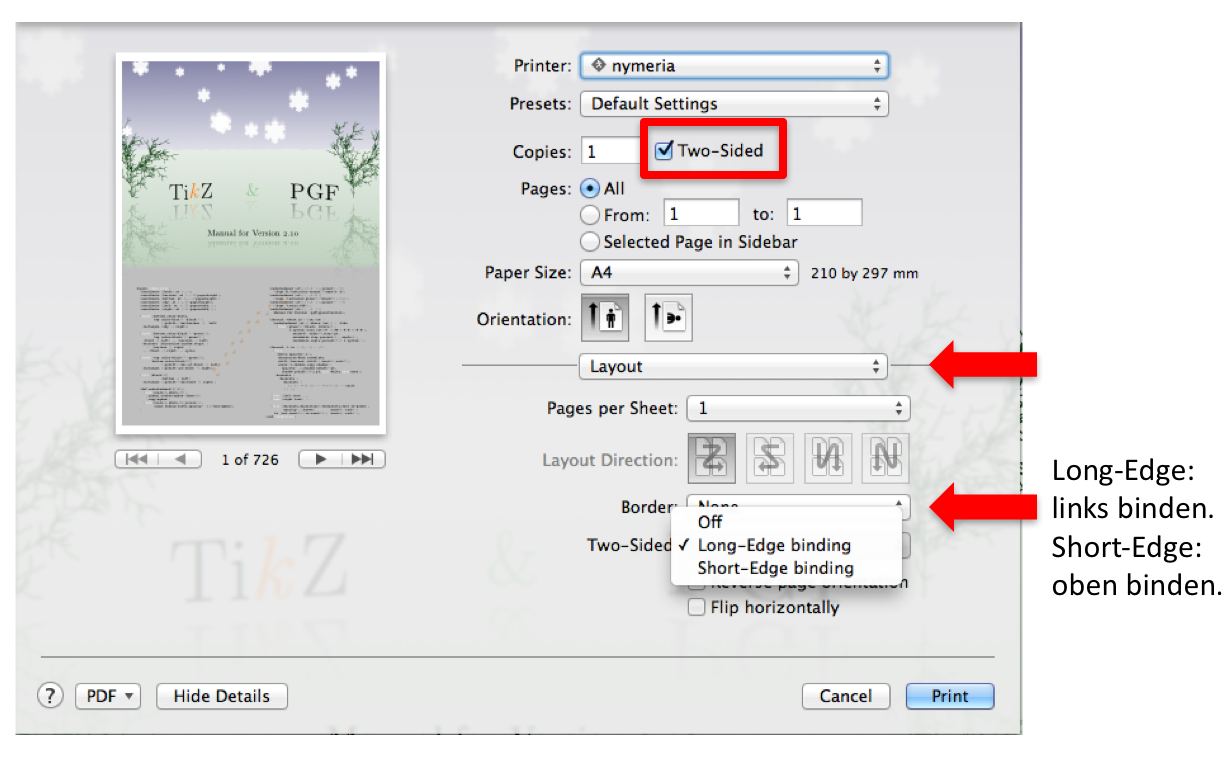 Printer: nymeria
Presets: Default Settings
Copies: 1 Two-Sided
Pages: All
From: 1 to: 1
Selected Page in Sidebar
Paper Size: A4 210 by 297 mm
Orientation:
Layout
Pages per Sheet: 1
Layout Direction:
Border: None
Off
Two-Sided ✓ Long-Edge binding
Short-Edge binding
Reverse page orientation
Flip horizontally
TikZ & PGF
Manual for Version 2.10
1 of 726
TikZ &
? PDF Hide Details Cancel Print
Long-Edge:
links binden.
Short-Edge:
oben binden.